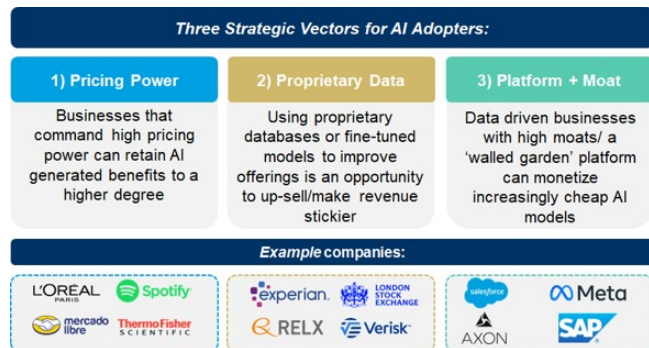 Three Strategic Vectors for AI Adopters:
1) Pricing Power
Businesses that
command high pricing
power can retain AI
generated benefits to a
higher degree
2) Proprietary Data
Using proprietary
databases or fine-tuned
models to improve
offerings is an opportunity
to up-sell/make revenue
stickier
3) Platform + Moat
Data driven businesses
with high moats/ a
‘walled garden’ platform
can monetize
increasingly cheap AI
models
Example companies:
L'ORÉAL
PARIS
Spotify
mercado
libre
ThermoFisher
SCIENTIFIC
experian.
LONDON
STOCK
EXCHANGE
RELX
Verisk
salesforce
Meta
AXON
SAP